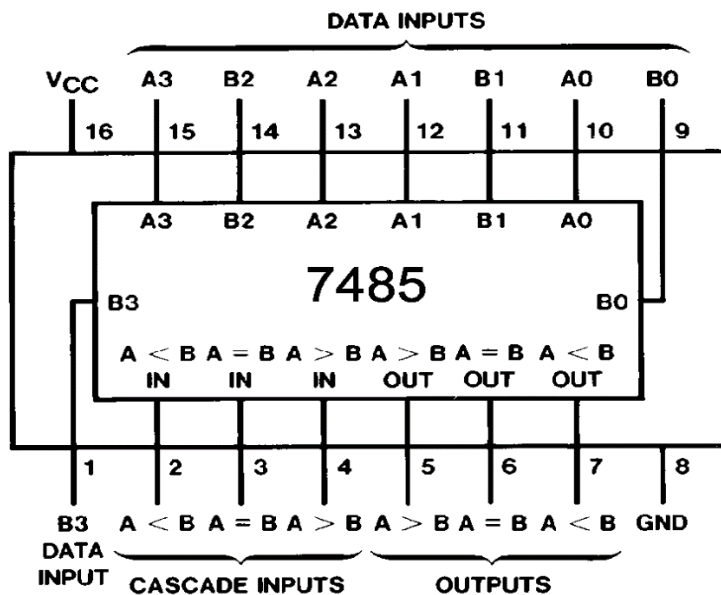 DATA INPUTS
VCC A3 B2 A2 A1 B1 A0 B0
16 15 14 13 12 11 10 9
A3 B2 A2 A1 B1 A0
7485
B3 B0
A < B A = B A > B A > B A = B A < B
IN IN IN OUT OUT OUT
1 2 3 4 5 6 7 8
B3 A < B A = B A > B A > B A = B A < B GND
DATA
INPUT
CASCADE INPUTS OUTPUTS